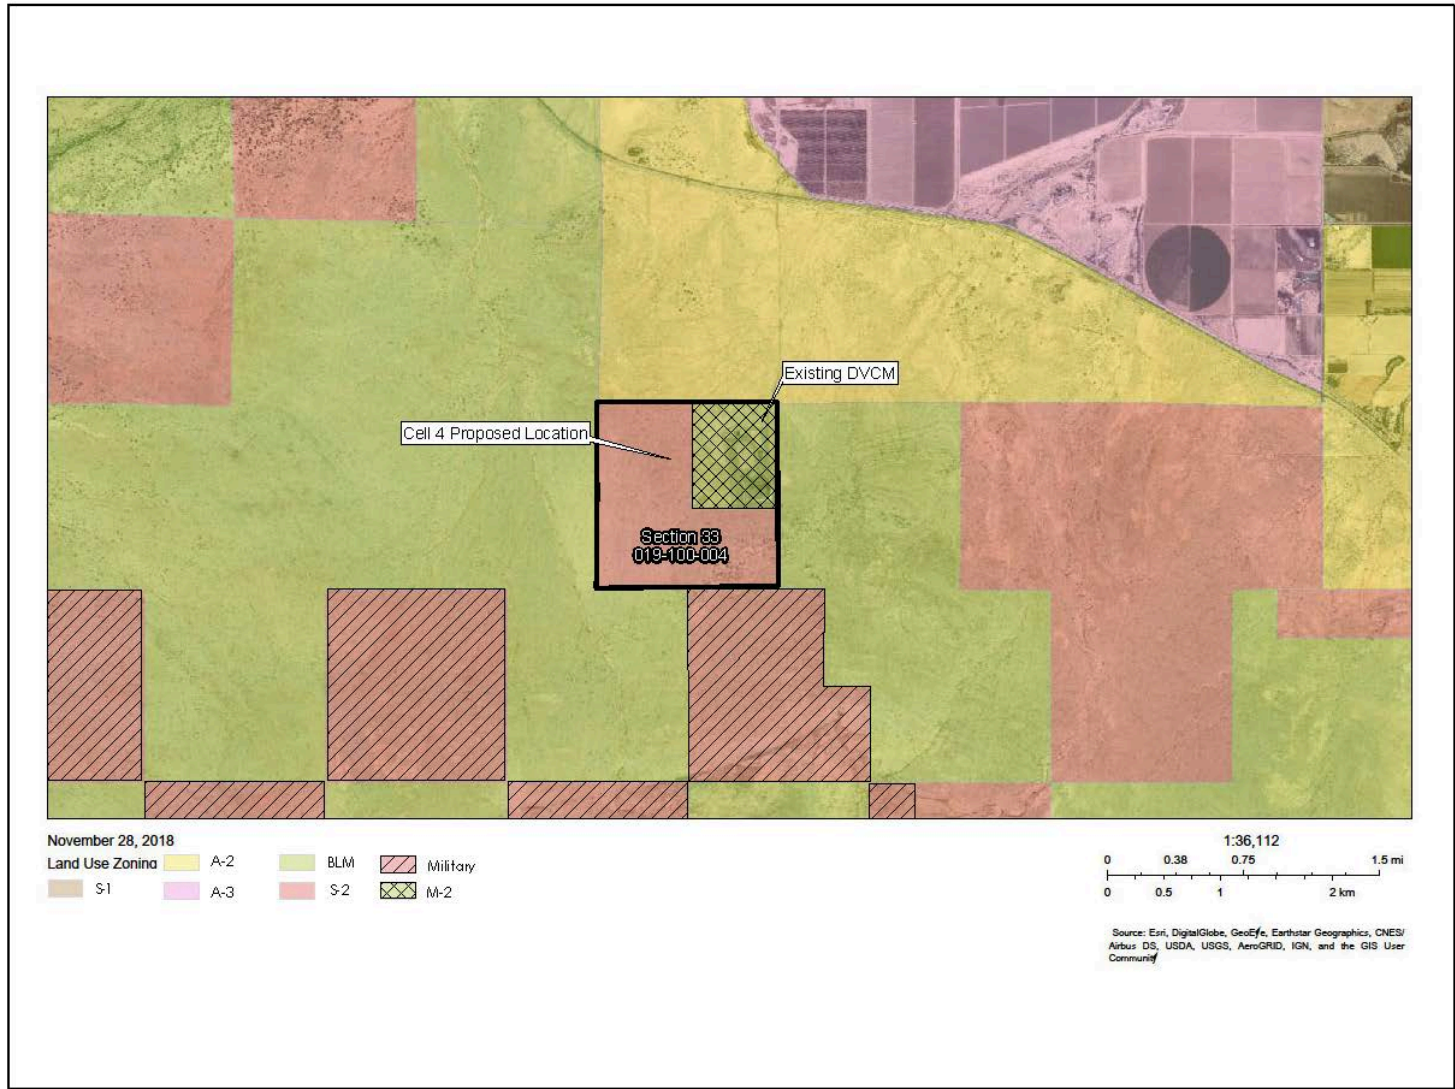 Existing DVCM
Cell 4 Proposed Location
Section 33
019-100-004
November 28, 2018
Land Use Zoning
S-1
A-2
A-3
BLM
S-2
Military
M-2
1:36,112
0 0.38 0.75 1.5 mi
0 0.5 1 2 km
Source: Esri, DigitalGlobe, GeoEye, Earthstar Geographics, CNES/
Airbus DS, USDA, USGS, AeroGRID, IGN, and the GIS User
Community